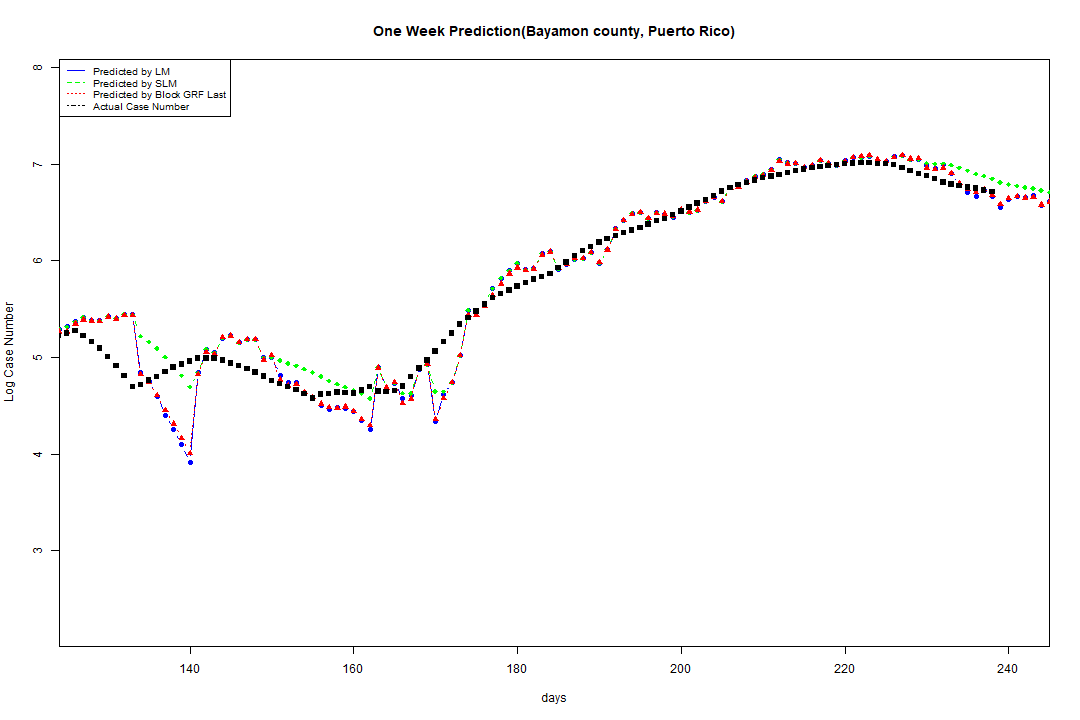 One Week Prediction(Bayamon county, Puerto Rico)
Predicted by LM
Predicted by SLM
Predicted by Block GRF Last
Actual Case Number
8
7
6
5
4
3
Log Case Number
140 160 180 200 220 240
days